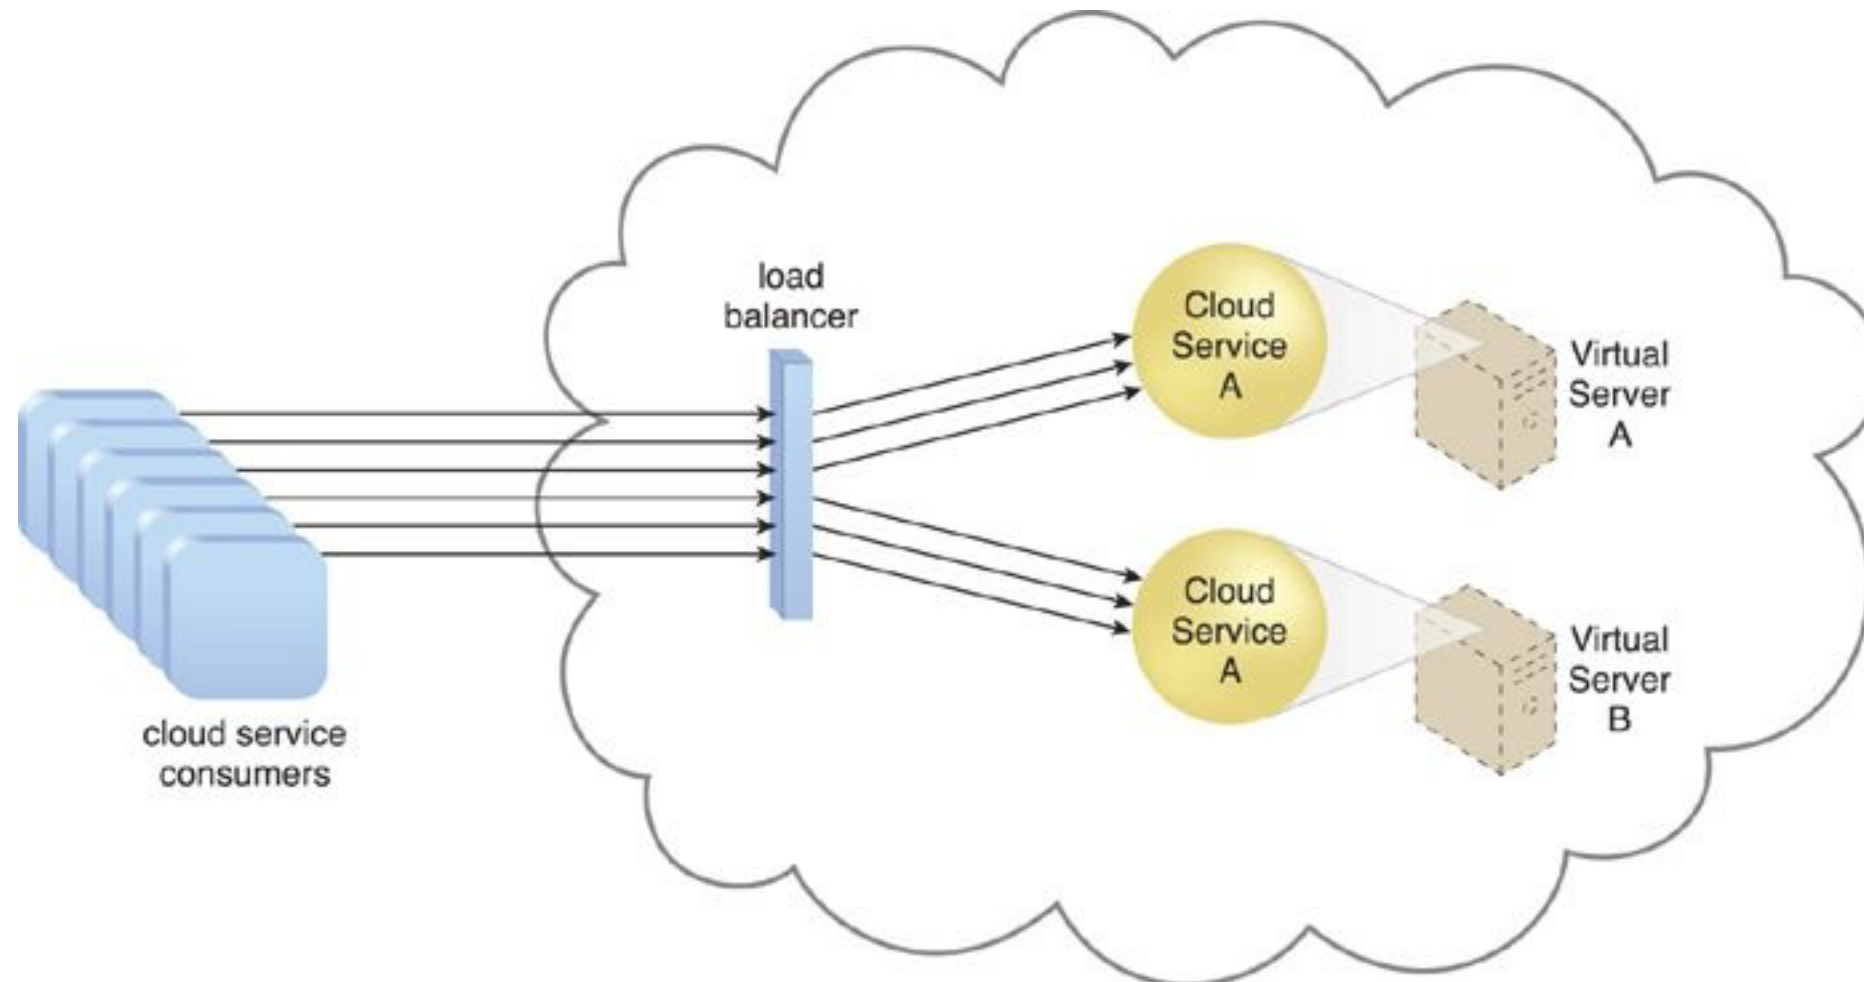 load
balancer
Cloud
Service
A
Virtual
Server
A
Cloud
Service
A
Virtual
Server
B
cloud service
consumers